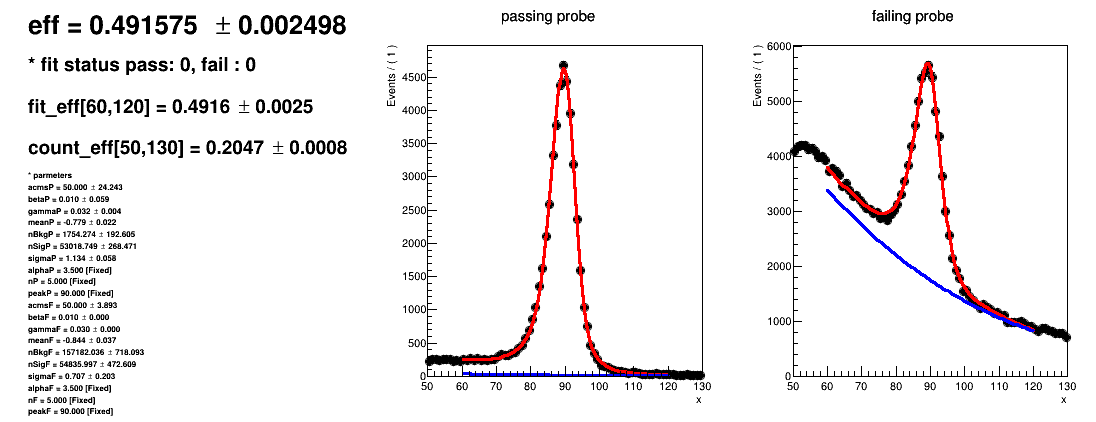 eff = 0.491575 ± 0.002498
* fit status pass: 0, fail : 0
fit_eff[60,120] = 0.4916 ± 0.0025
count_eff[50,130] = 0.2047 ± 0.0008
* parmeters
acmsP = 50.000 ± 24.243
betaP = 0.010 ± 0.059
gammaP = 0.032 ± 0.004
meanP = -0.779 ± 0.022
nBkgP = 1754.274 ± 192.605
nSigP = 53018.749 ± 268.471
sigmaP = 1.134 ± 0.058
alphaP = 3.500 [Fixed]
nP = 5.000 [Fixed]
peakP = 90.000 [Fixed]
acmsF = 50.000 ± 3.893
betaF = 0.010 ± 0.000
gammaF = 0.030 ± 0.000
meanF = -0.844 ± 0.037
nBkgF = 157182.036 ± 718.093
nSigF = 54835.997 ± 472.609
sigmaF = 0.707 ± 0.203
alphaF = 3.500 [Fixed]
nF = 5.000 [Fixed]
peakF = 90.000 [Fixed]
passing probe
Events / ( 1 )
4500
4000
3500
3000
2500
2000
1500
1000
500
0
50 60 70 80 90 100 110 120 130
x
failing probe
Events / ( 1 )
6000
5000
4000
3000
2000
1000
0
50 60 70 80 90 100 110 120 130
x